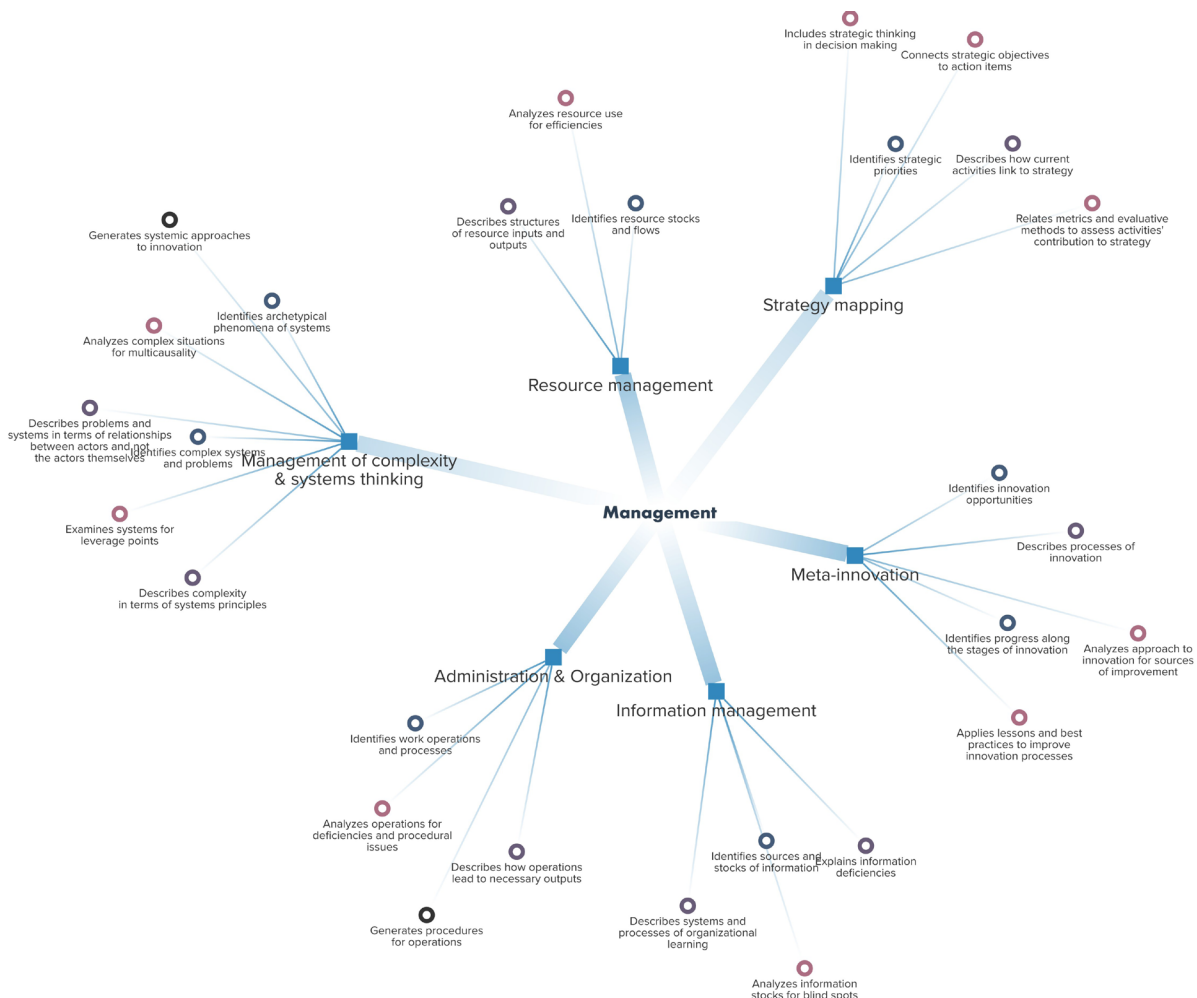 Includes strategic thinking
in decision making
Connects strategic objectives
to action items
Analyzes resource use
for efficiencies
Identifies strategic
priorities
Describes how current
activities link to strategy
Describes structures
of resource inputs and
outputs
Identifies resource stocks
and flows
Relates metrics and evaluative
methods to assess activities'
contribution to strategy
Generates systemic approaches
to innovation
Strategy mapping
Identifies archetypical
phenomena of systems
Analyzes complex situations
for multicausality
Resource management
Describes problems and
systems in terms of relationships
between actors and not
the actors themselves
Identifies complex systems
and problems
Management of complexity
& systems thinking
Management
Identifies innovation
opportunities
Examines systems for
leverage points
Describes processes of
innovation
Meta-innovation
Describes complexity
in terms of systems principles
Identifies progress along
the stages of innovation
Analyzes approach to
innovation for sources
of improvement
Administration & Organization
Information management
Applies lessons and best
practices to improve
innovation processes
Identifies work operations
and processes
Analyzes operations for
deficiencies and procedural
issues
Describes how operations
lead to necessary outputs
Identifies sources and
stocks of information
Explains information
deficiencies
Generates procedures
for operations
Describes systems and
processes of organizational
learning
Analyzes information
stocks for blind spots